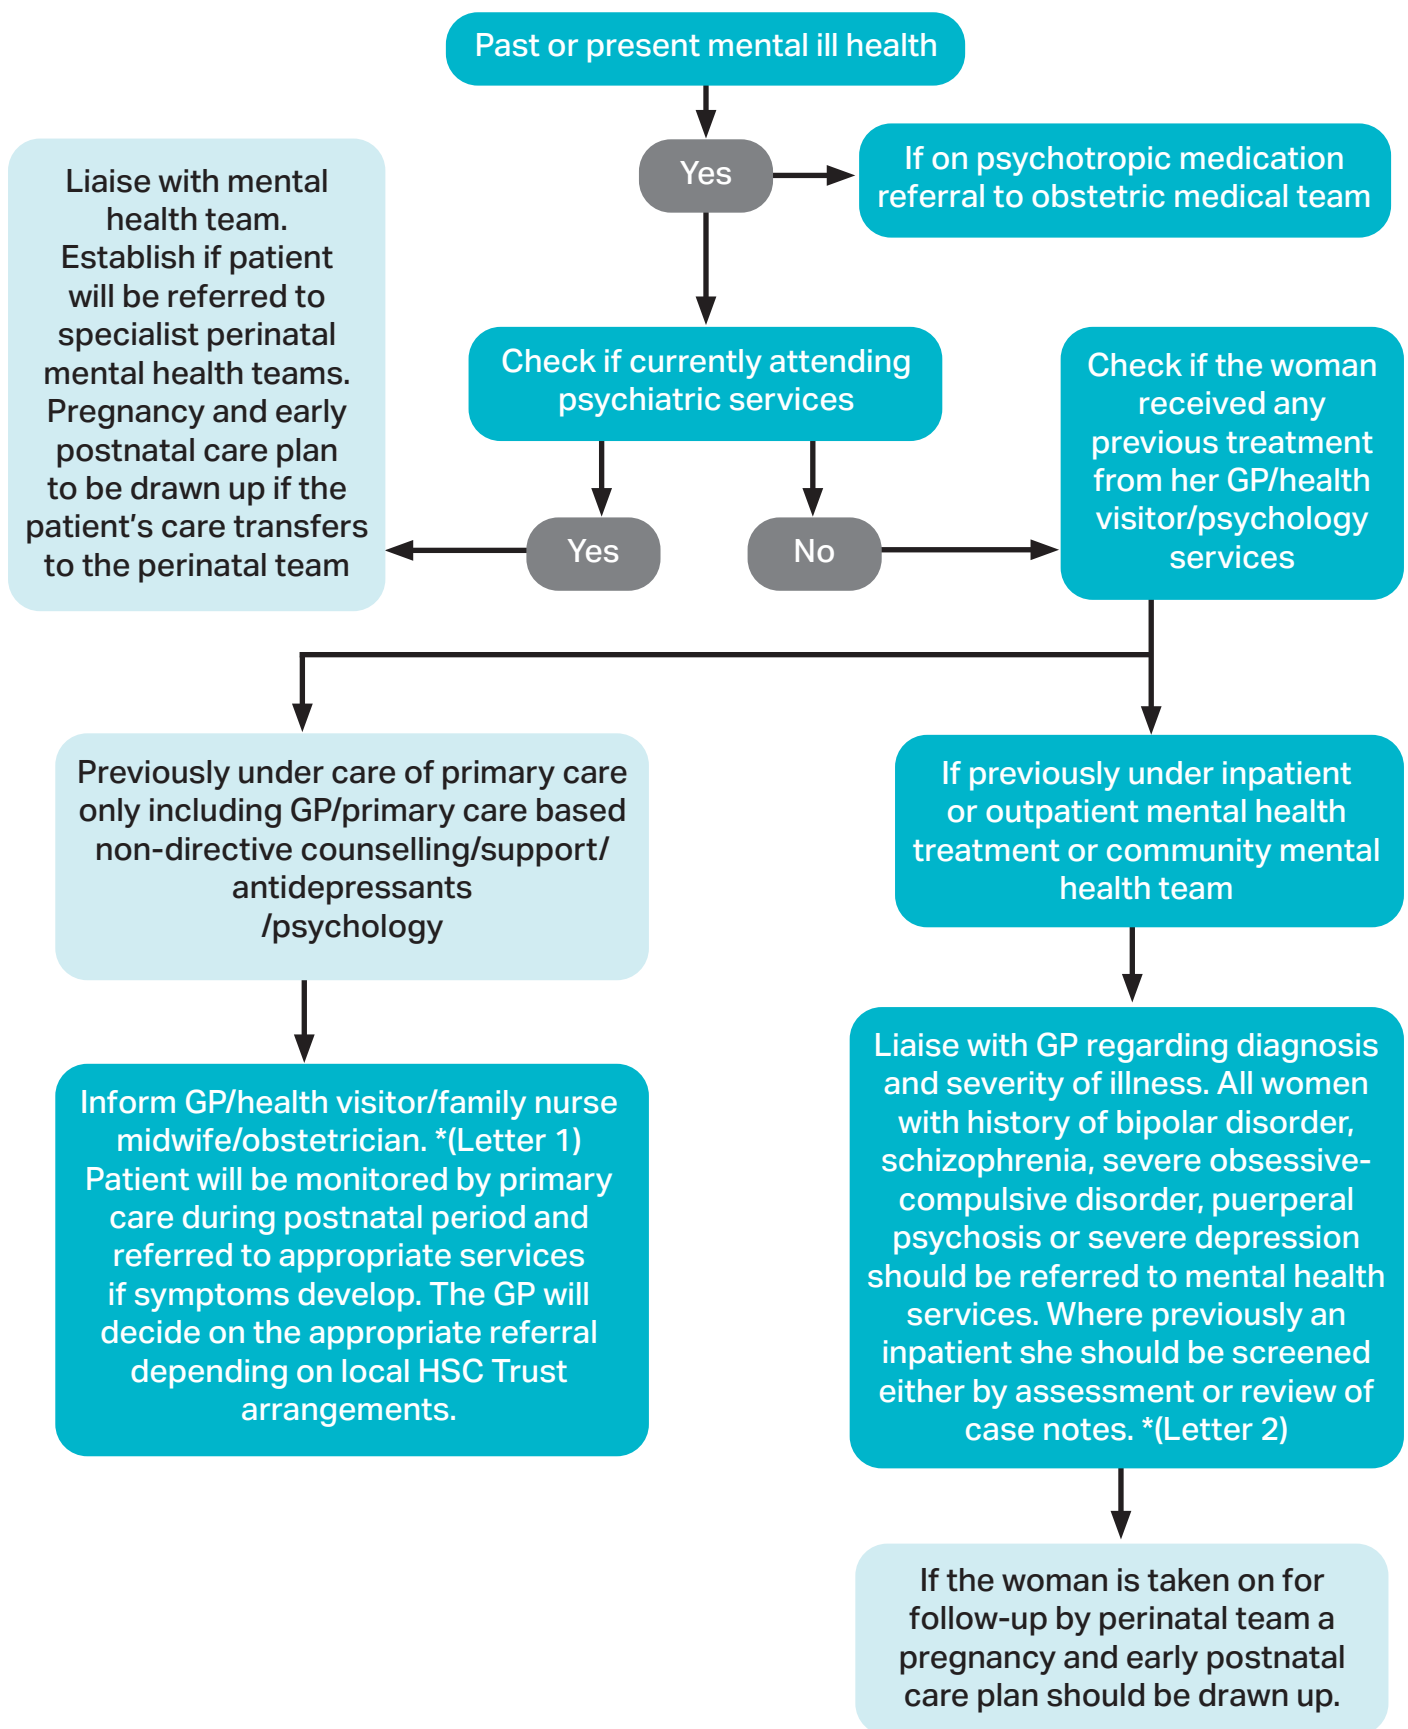 Past or present mental ill health
Yes
If on psychotropic medication
referral to obstetric medical team
Liaise with mental
health team.
Establish if patient
will be referred to
specialist perinatal
mental health teams.
Pregnancy and early
postnatal care plan
to be drawn up if the
patient’s care transfers
to the perinatal team
Check if currently attending
psychiatric services
Check if the woman
received any
previous treatment
from her GP/health
visitor/psychology
services
Yes
No
Previously under care of primary care
only including GP/primary care based
non-directive counselling/support/
antidepressants
/psychology
If previously under inpatient
or outpatient mental health
treatment or community mental
health team
Inform GP/health visitor/family nurse
midwife/obstetrician. *(Letter 1)
Patient will be monitored by primary
care during postnatal period and
referred to appropriate services
if symptoms develop. The GP will
decide on the appropriate referral
depending on local HSC Trust
arrangements.
Liaise with GP regarding diagnosis
and severity of illness. All women
with history of bipolar disorder,
schizophrenia, severe obsessive-
compulsive disorder, puerperal
psychosis or severe depression
should be referred to mental health
services. Where previously an
inpatient she should be screened
either by assessment or review of
case notes. *(Letter 2)
If the woman is taken on for
follow-up by perinatal team a
pregnancy and early postnatal
care plan should be drawn up.